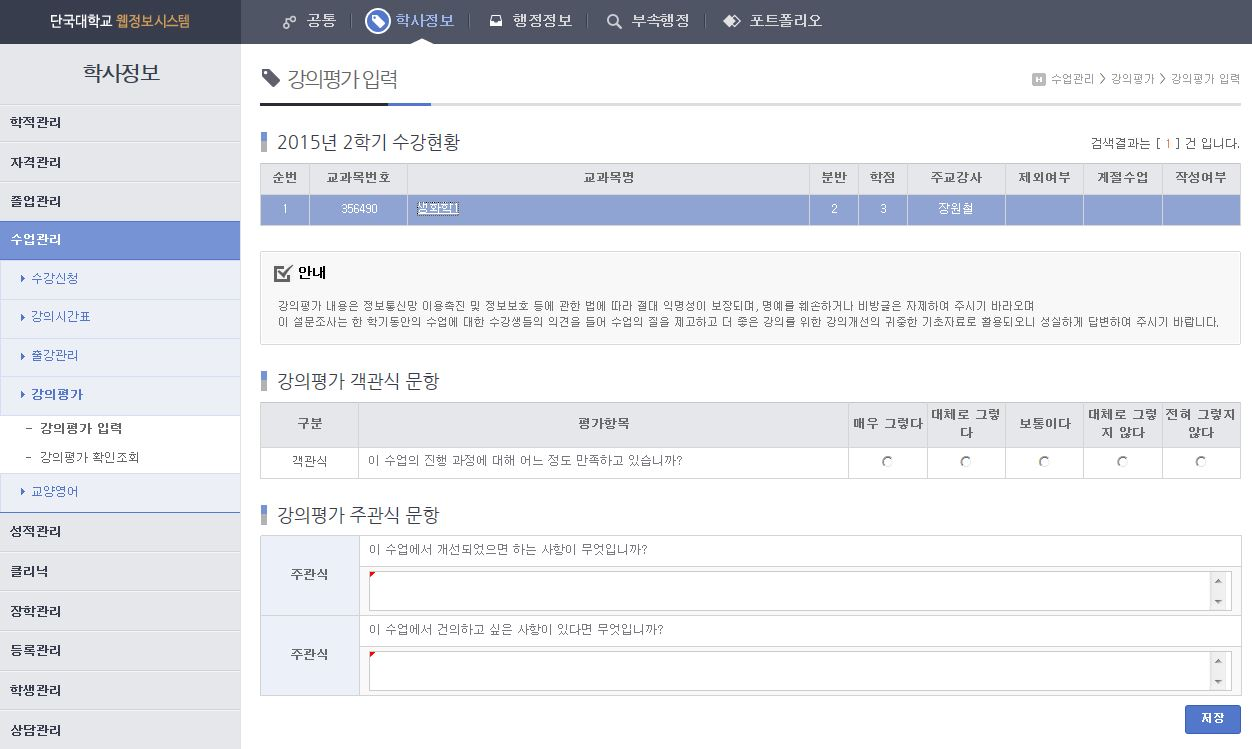 단국대학교 웹정보시스템
공통
학사정보
행정정보
부속행정
포트폴리오
학사정보
학적관리
자격관리
졸업관리
수업관리
수강신청
강의시간표
출강관리
강의평가
- 강의평가 입력
- 강의평가 확인조회
교양영어
성적관리
클리닉
장학관리
등록관리
학생관리
상담관리
강의평가 입력
H 수업관리 > 강의평가 > 강의평가 입력
2015년 2학기 수강현황
검색결과는 [ 1 ] 건 입니다.
순번 교과목번호 교과목명 분반 학점 주교강사 제외여부 계절수업 작성여부
1 356490 생화학1 2 3 장원철
안내
강의평가 내용은 정보통신망 이용촉진 및 정보보호 등에 관한 법에 따라 절대 익명성이 보장되며, 명예를 훼손하거나 비방글은 자제하여 주시기 바라오며
이 설문조사는 한 학기동안의 수업에 대한 수강생들의 의견을 들어 수업의 질을 제고하고 더 좋은 강의를 위한 강의개선의 귀중한 기초자료로 활용되오니 성실하게 답변하여 주시기 바랍니다.
강의평가 객관식 문항
구분 평가항목 매우 그렇다 대체로 그렇다 보통이다 대체로 그렇지 않다 전혀 그렇지 않다
객관식 이 수업의 진행 과정에 대해 어느 정도 만족하고 있습니까?
강의평가 주관식 문항
주관식 이 수업에서 개선되었으면 하는 사항이 무엇입니까?
주관식 이 수업에서 건의하고 싶은 사항이 있다면 무엇입니까?
저장